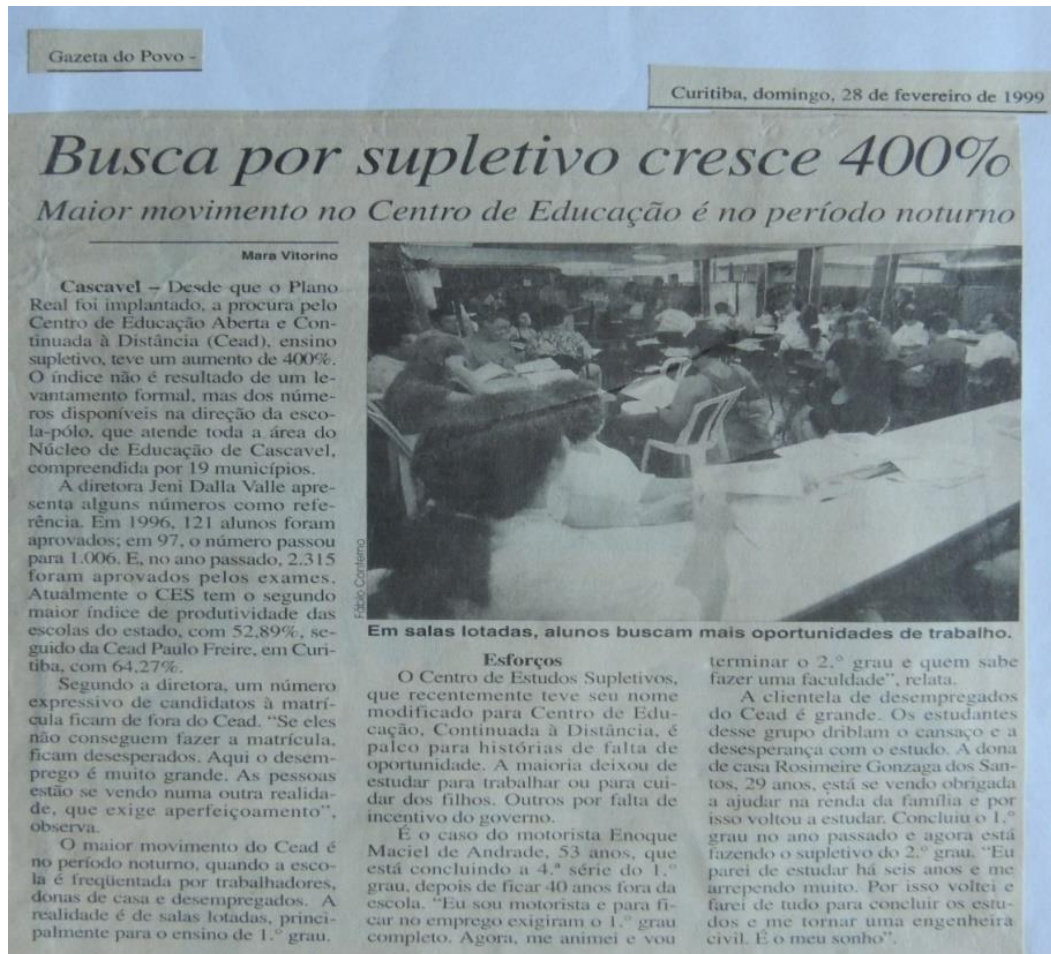 Gazeta do Povo -
Curitiba, domingo, 28 de fevereiro de 1999
Busca por supletivo cresce 400%
Maior movimento no Centro de Educação é no período noturno
Mara Vitorino
Cascavel – Desde que o Plano
Real foi implantado, a procura pelo
Centro de Educação Aberta e Con-
tinuada à Distância (Cead), ensino
supletivo, teve um aumento de 400%.
O índice não é resultado de um le-
vantamento formal, mas dos núme-
ros disponíveis na direção da esco-
la-pólo, que atende toda a área do
Núcleo de Educação de Cascavel,
compreendida por 19 municípios.
A diretora Jeni Dalla Valle apre-
senta alguns números como refe-
rência. Em 1996, 121 alunos foram
aprovados; em 97, o número passou
para 1.006. E, no ano passado, 2.315
foram aprovados pelos exames.
Atualmente o CES tem o segundo
maior índice de produtividade das
escolas do estado, com 52,89%, se-
guido da Cead Paulo Freire, em Curi-
tiba, com 64,27%.
Segundo a diretora, um número
expressivo de candidatos à matrí-
cula ficam de fora do Cead. “Se eles
não conseguem fazer a matrícula,
ficam desesperados. Aqui o desem-
prego é muito grande. As pessoas
estão se vendo numa outra realida-
de, que exige aperfeiçoamento”,
observa.
O maior movimento do Cead é
no período noturno, quando a esco-
la é freqüentada por trabalhadores,
donas de casa e desempregados. A
realidade é de salas lotadas, princi-
palmente para o ensino de 1.º grau.
Fábio Conterno
Em salas lotadas, alunos buscam mais oportunidades de trabalho.
Esforços
O Centro de Estudos Supletivos,
que recentemente teve seu nome
modificado para Centro de Edu-
cação, Continuada à Distância, é
palco para histórias de falta de
oportunidade. A maioria deixou de
estudar para trabalhar ou para cui-
dar dos filhos. Outros por falta de
incentivo do governo.
É o caso do motorista Enoque
Maciel de Andrade, 53 anos, que
está concluindo a 4.ª série do 1.º
grau, depois de ficar 40 anos fora da
escola. “Eu sou motorista e para fi-
car no emprego exigiram o 1.º grau
completo. Agora, me animei e vou
terminar o 2.º grau e quem sabe
fazer uma faculdade”, relata.
A clientela de desempregados
do Cead é grande. Os estudantes
desse grupo driblam o cansaço e a
desesperança com o estudo. A dona
de casa Rosimeire Gonzaga dos San-
tos, 29 anos, está se vendo obrigada
a ajudar na renda da família e por
isso voltou a estudar. Concluiu o 1.º
grau no ano passado e agora está
fazendo o supletivo do 2.º grau. “Eu
parei de estudar há seis anos e me
arrependo muito. Por isso voltei e
farei de tudo para concluir os estu-
dos e me tornar uma engenheira
civil. É o meu sonho”.